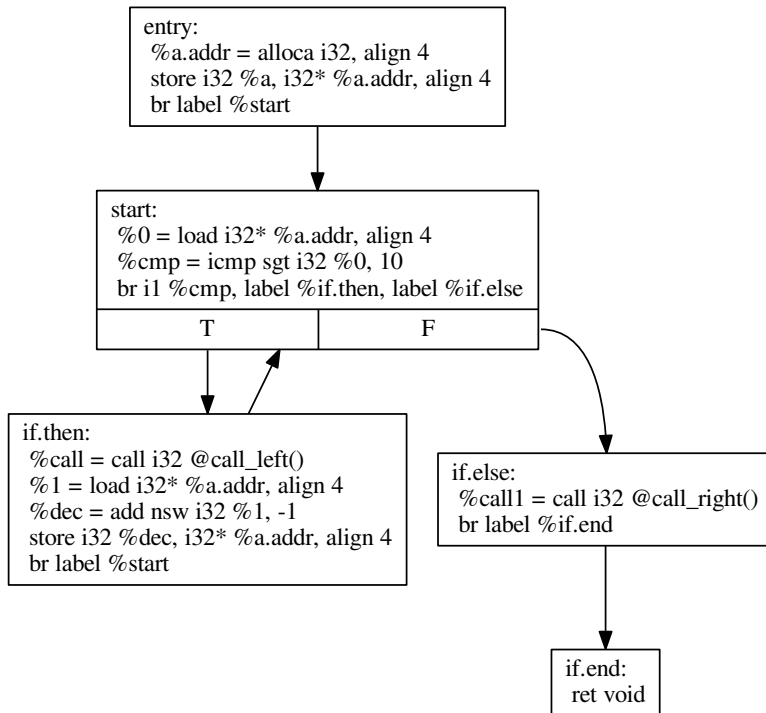 entry:
%a.addr = alloca i32, align 4
store i32 %a, i32* %a.addr, align 4
br label %start
start:
%0 = load i32* %a.addr, align 4
%cmp = icmp sgt i32 %0, 10
br i1 %cmp, label %if.then, label %if.else
T
F
if.then:
%call = call i32 @call_left()
%1 = load i32* %a.addr, align 4
%dec = add nsw i32 %1, -1
store i32 %dec, i32* %a.addr, align 4
br label %start
if.else:
%call1 = call i32 @call_right()
br label %if.end
if.end:
ret void